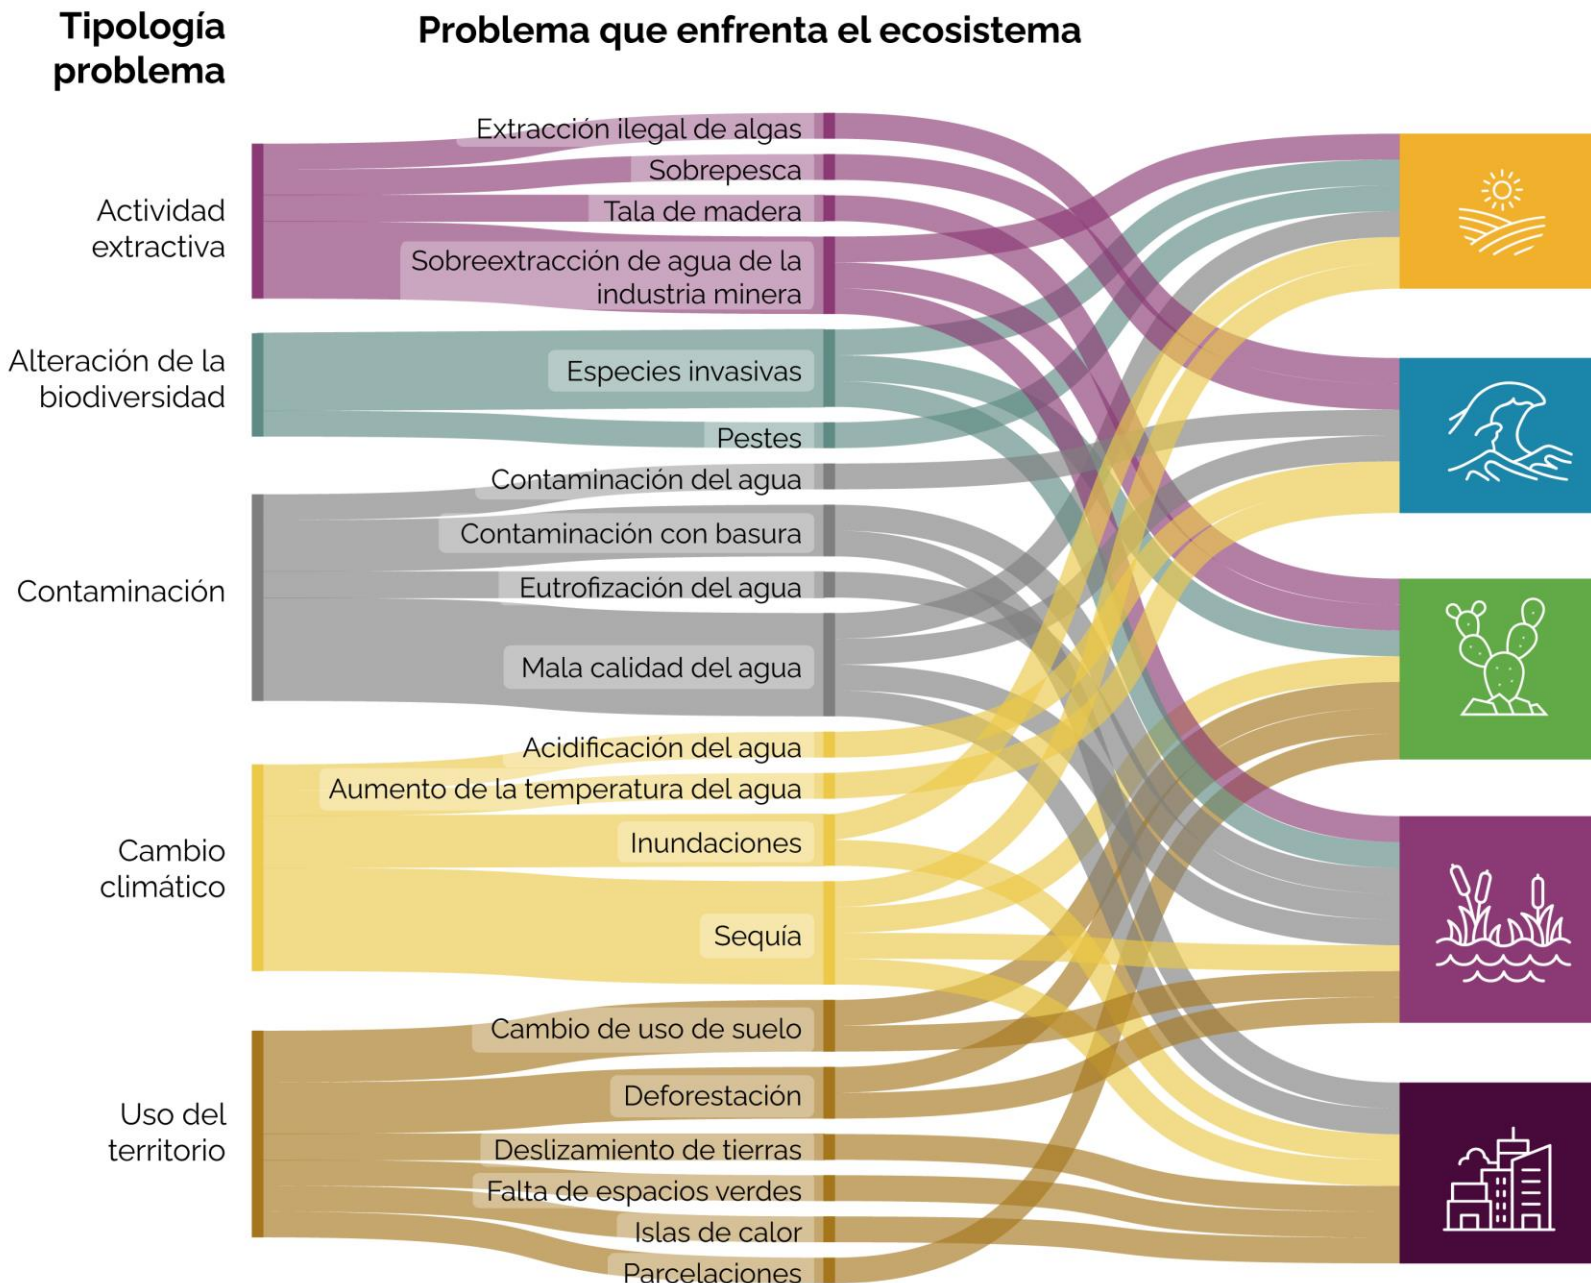 Tipología
problema
Problema que enfrenta el ecosistema
Actividad
extractiva
Extracción ilegal de algas
Sobrepesca
Tala de madera
Sobreextracción de agua de la
industria minera
Alteración de la
biodiversidad
Especies invasivas
Pestes
Contaminación
Contaminación del agua
Contaminación con basura
Eutrofización del agua
Mala calidad del agua
Cambio
climático
Acidificación del agua
Aumento de la temperatura del agua
Inundaciones
Sequía
Uso del
territorio
Cambio de uso de suelo
Deforestación
Deslizamiento de tierras
Falta de espacios verdes
Islas de calor
Parcelaciones